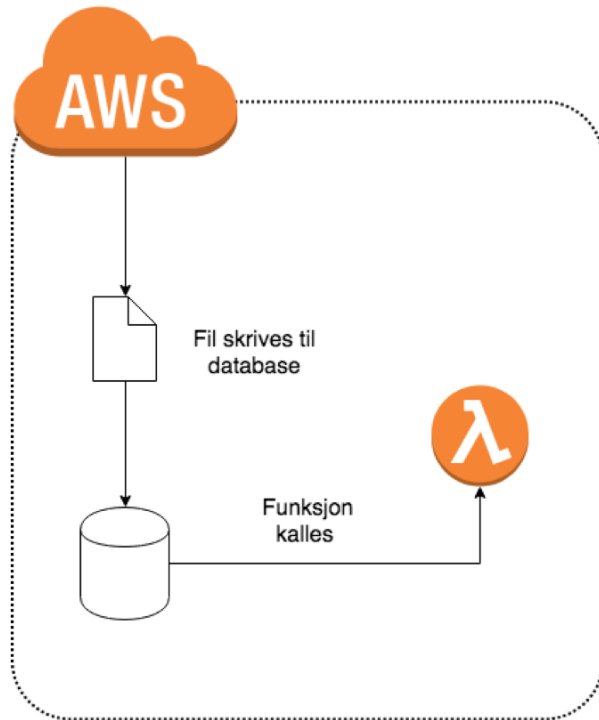 AWS
Fil skrives til
database
Funksjon
kalles
λ